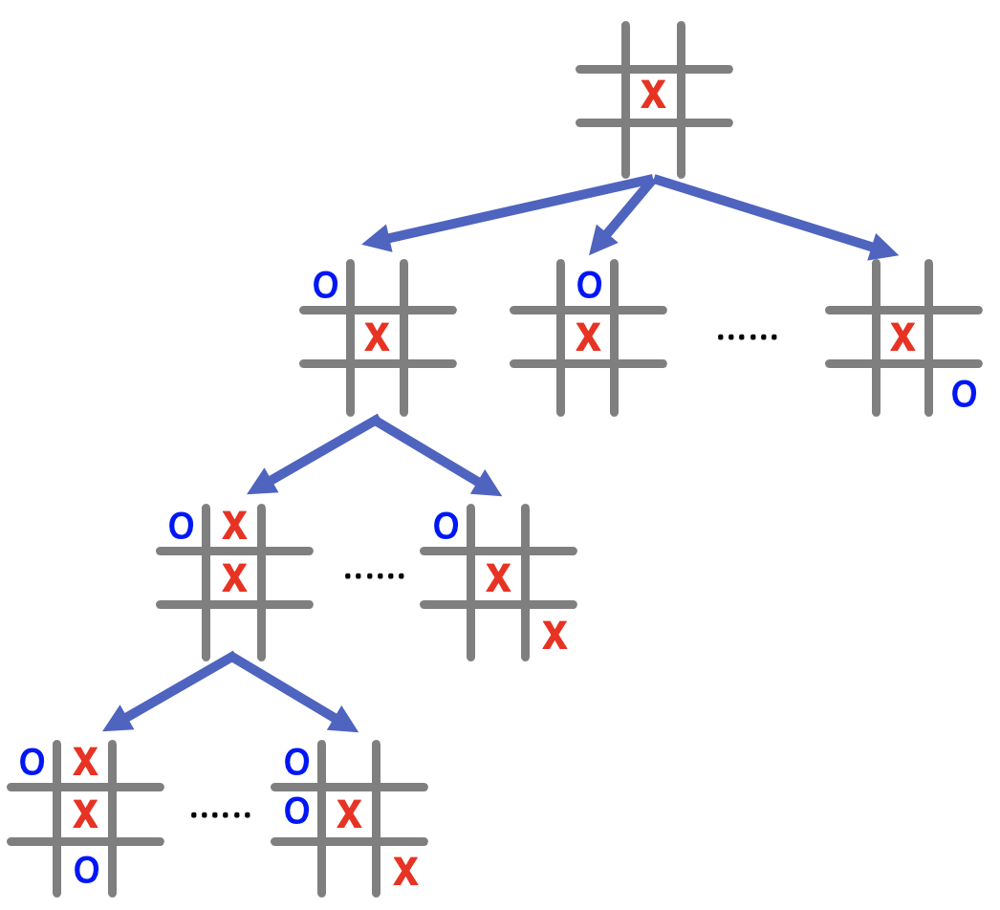 X
O O
X X ...... X
O
O X O
X ...... X
X
O X O
X ...... O X
O X